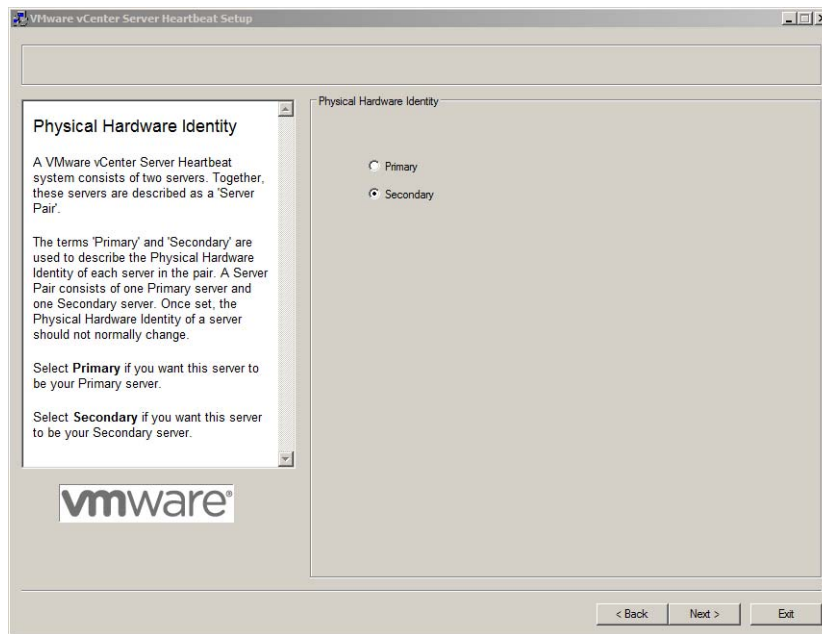 VMware vCenter Server Heartbeat Setup
Physical Hardware Identity
A VMware vCenter Server Heartbeat
system consists of two servers. Together,
these servers are described as a 'Server
Pair'.
The terms 'Primary' and 'Secondary' are
used to describe the Physical Hardware
Identity of each server in the pair. A Server
Pair consists of one Primary server and
one Secondary server. Once set, the
Physical Hardware Identity of a server
should not normally change.
Select Primary if you want this server to
be your Primary server.
Select Secondary if you want this server
to be your Secondary server.
vmware®
Physical Hardware Identity
Primary
Secondary
< Back
Next >
Exit